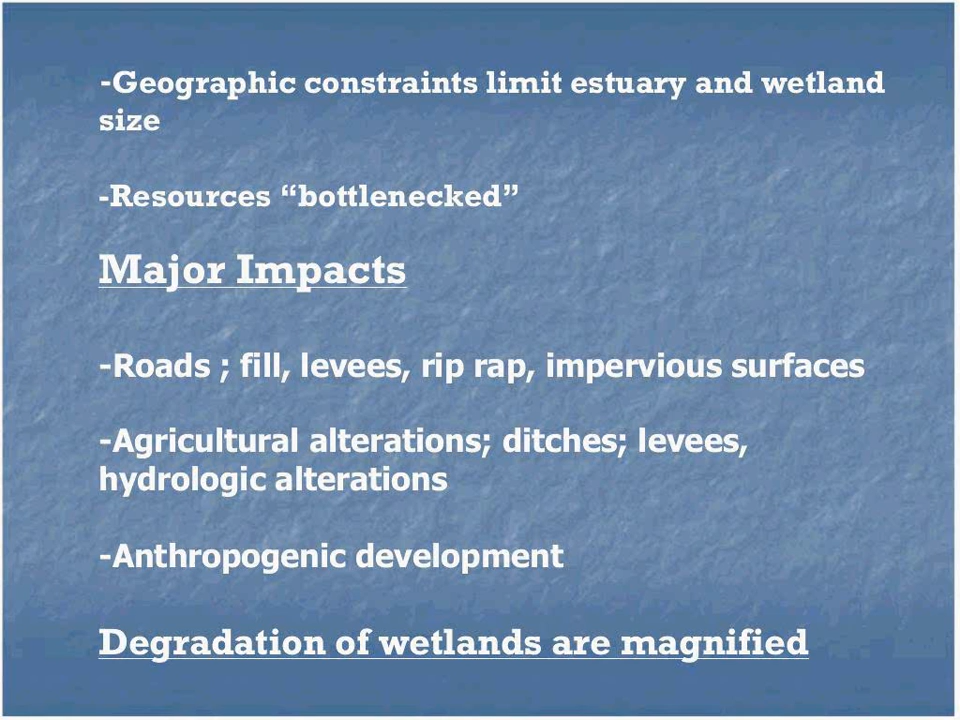 -Geographic constraints limit estuary and wetland
size
-Resources “bottlenecked”
Major Impacts
-Roads ; fill, levees, rip rap, impervious surfaces
-Agricultural alterations; ditches; levees,
hydrologic alterations
-Anthropogenic development
Degradation of wetlands are magnified